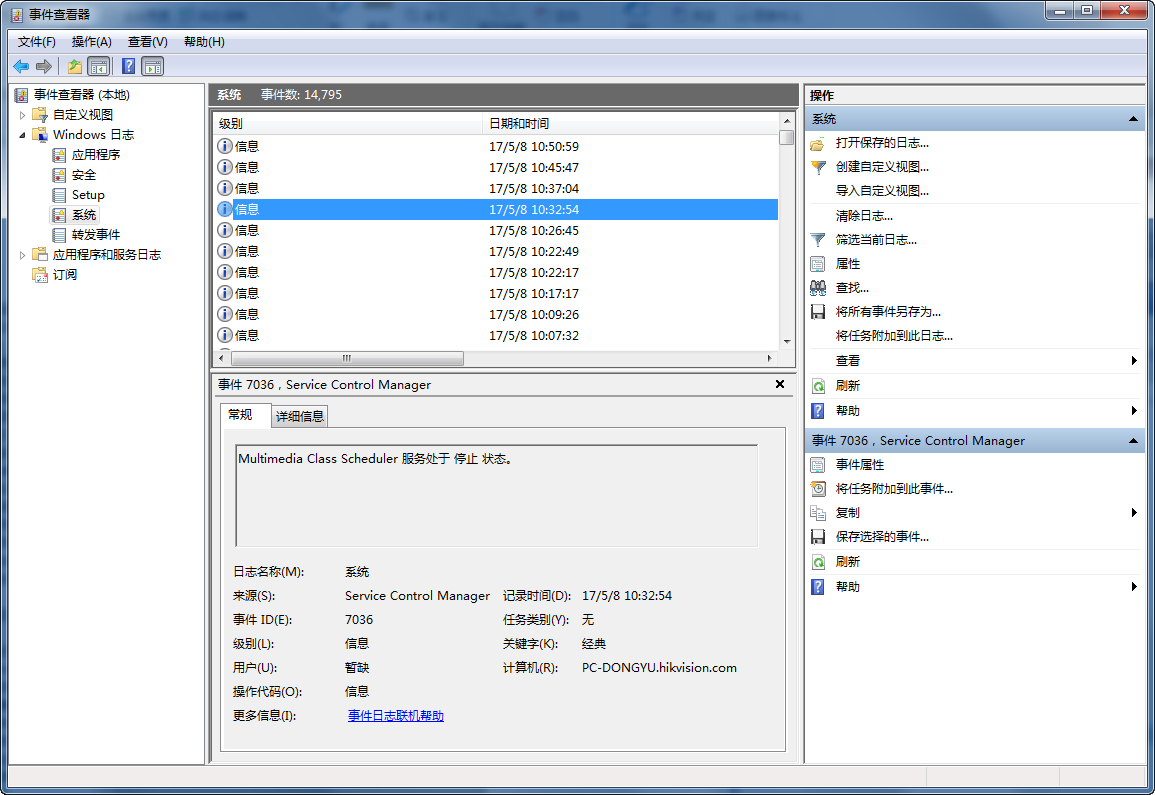 事件查看器
文件(F) 操作(A) 查看(V) 帮助(H)
事件查看器 (本地)
自定义视图
Windows 日志
应用程序
安全
Setup
系统
转发事件
应用程序和服务日志
订阅
系统 事件数: 14,795
级别 日期和时间
信息 17/5/8 10:50:59
信息 17/5/8 10:45:47
信息 17/5/8 10:37:04
信息 17/5/8 10:32:54
信息 17/5/8 10:26:45
信息 17/5/8 10:22:49
信息 17/5/8 10:22:17
信息 17/5/8 10:17:17
信息 17/5/8 10:09:26
信息 17/5/8 10:07:32
事件 7036，Service Control Manager
常规 详细信息
Multimedia Class Scheduler 服务处于 停止 状态。
日志名称(M): 系统
来源(S): Service Control Manager 记录时间(D): 17/5/8 10:32:54
事件 ID(E): 7036 任务类别(Y): 无
级别(L): 信息 关键字(K): 经典
用户(U): 暂缺 计算机(R): PC-DONGYU.hikvision.com
操作代码(O): 信息
更多信息(I): 事件日志联机帮助
操作
系统
打开保存的日志...
创建自定义视图...
导入自定义视图...
清除日志...
筛选当前日志...
属性
查找...
将所有事件另存为...
将任务附加到此日志...
查看
刷新
帮助
事件 7036，Service Control Manager
事件属性
将任务附加到此事件...
复制
保存选择的事件...
刷新
帮助